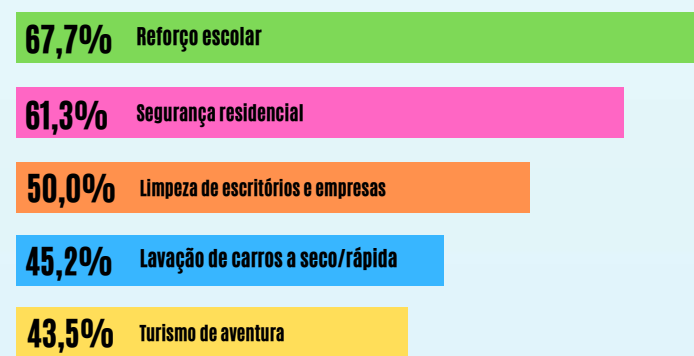 67,7% Reforço escolar
61,3% Segurança residencial
50,0% Limpeza de escritórios e empresas
45,2% Lavação de carros a seco/rápida
43,5% Turismo de aventura